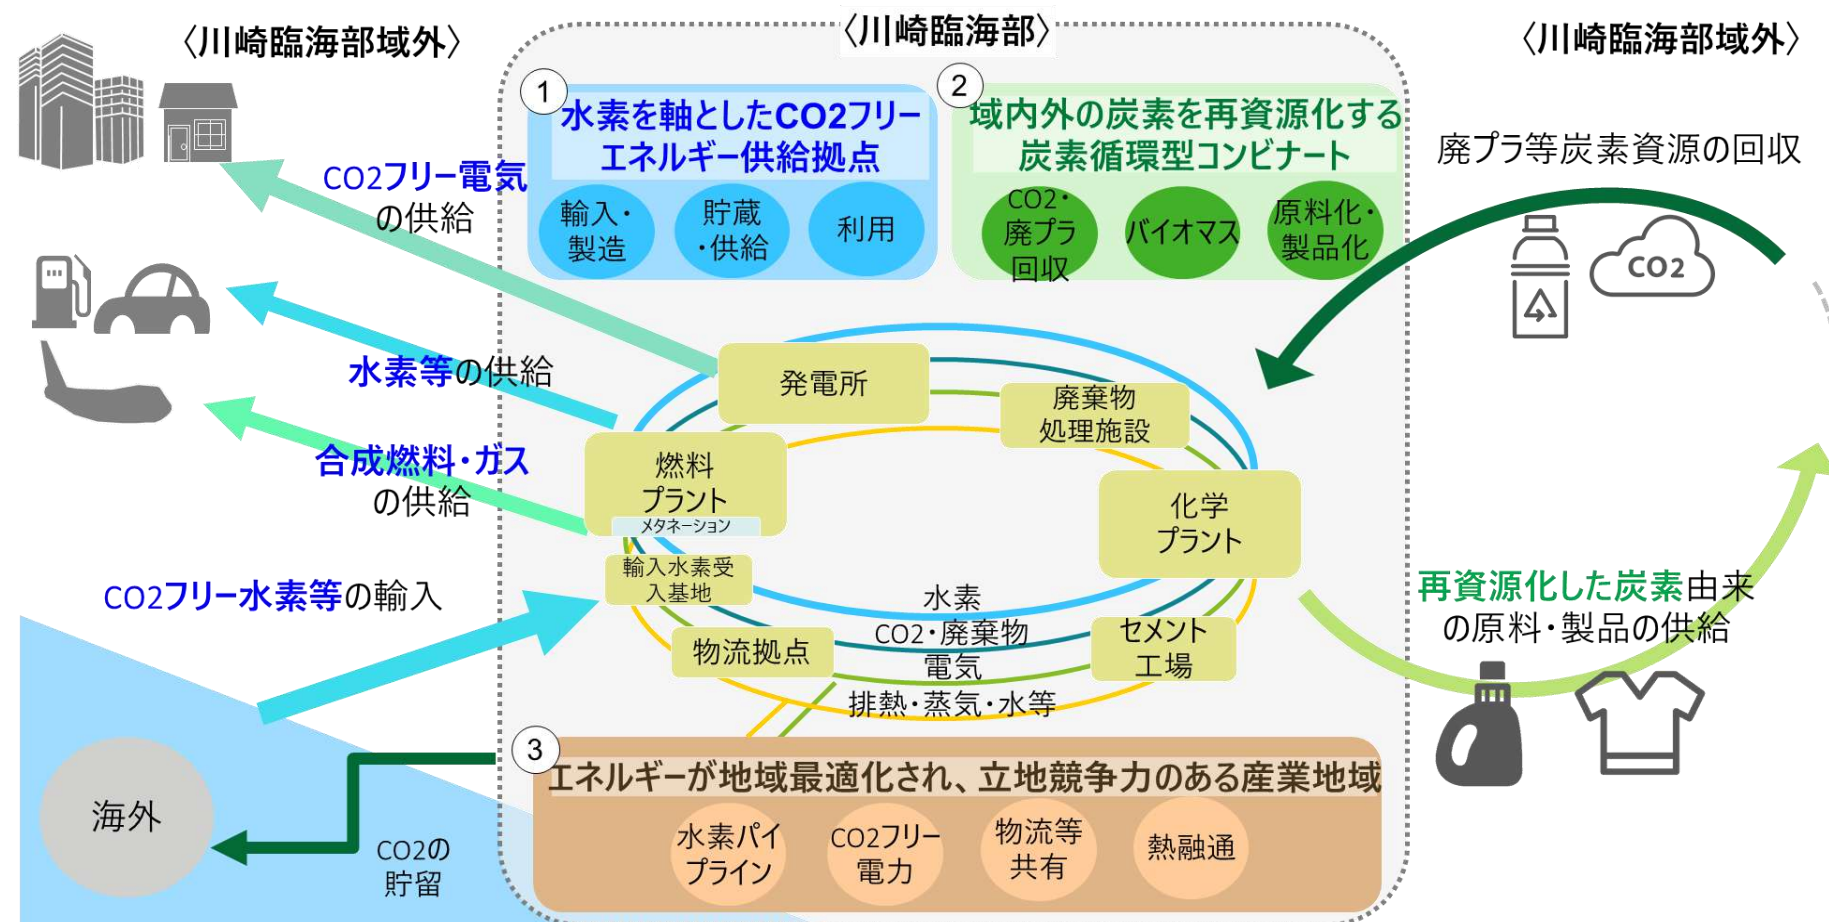 〈川崎臨海部域外〉
〈川崎臨海部〉
〈川崎臨海部域外〉
1
水素を軸としたCO2フリー
エネルギー供給拠点
輸入・
製造
貯蔵
・供給
利用
2
域内外の炭素を再資源化する
炭素循環型コンビナート
CO2・
廃プラ
回収
バイオマス
原料化・
製品化
廃プラ等炭素資源の回収
CO2
CO2フリー電気
の供給
水素等の供給
合成燃料・ガス
の供給
CO2フリー水素等の輸入
発電所
廃棄物
処理施設
燃料
プラント
メタネーション
化学
プラント
輸入水素受
入基地
物流拠点
セメント
工場
水素
CO2・廃棄物
電気
排熱・蒸気・水等
再資源化した炭素由来
の原料・製品の供給
3
エネルギーが地域最適化され、立地競争力のある産業地域
水素パイ
プライン
CO2フリー
電力
物流等
共有
熱融通
海外
CO2の
貯留